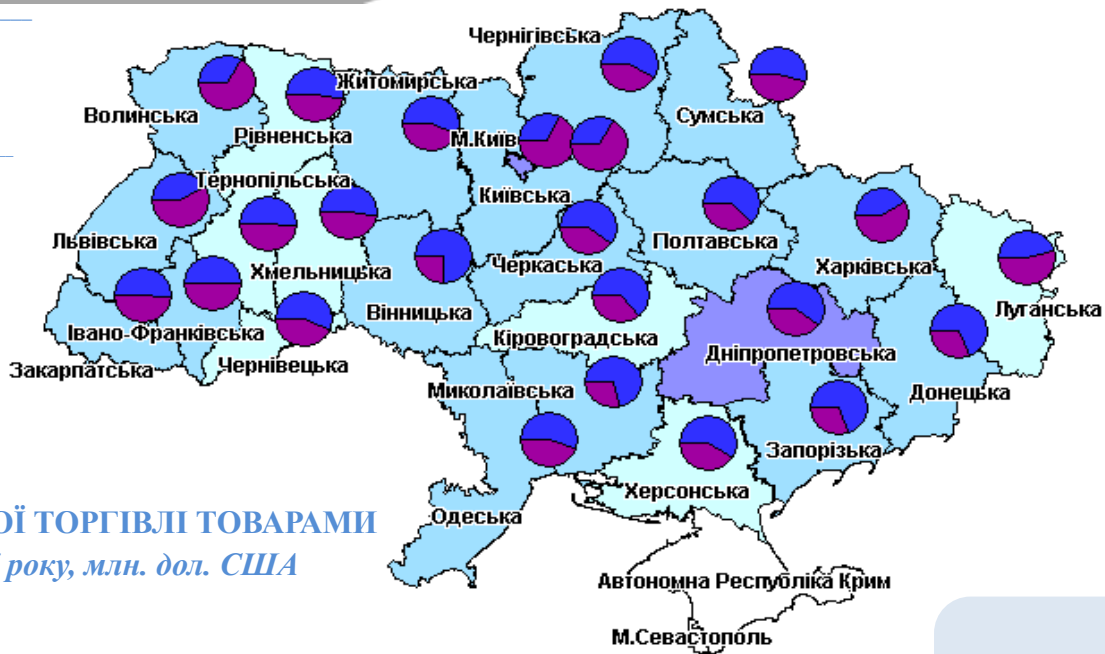 Чернігівська
Житомирська
Волинська
Рівненська
Сумська
М.Київ
Тернопільська
Київська
Львівська
Полтавська
Хмельницька
Черкаська
Харківська
Вінницька
Луганська
Івано-Франківська
Кіровоградська
Дніпропетровська
Закарпатська
Чернівецька
Миколаївська
Донецька
Запорізька
Херсонська
Одеська
ОЇ ТОРГІВЛІ ТОВАРАМИ
року, млн. дол. США
Автономна Республіка Крим
М.Севастополь